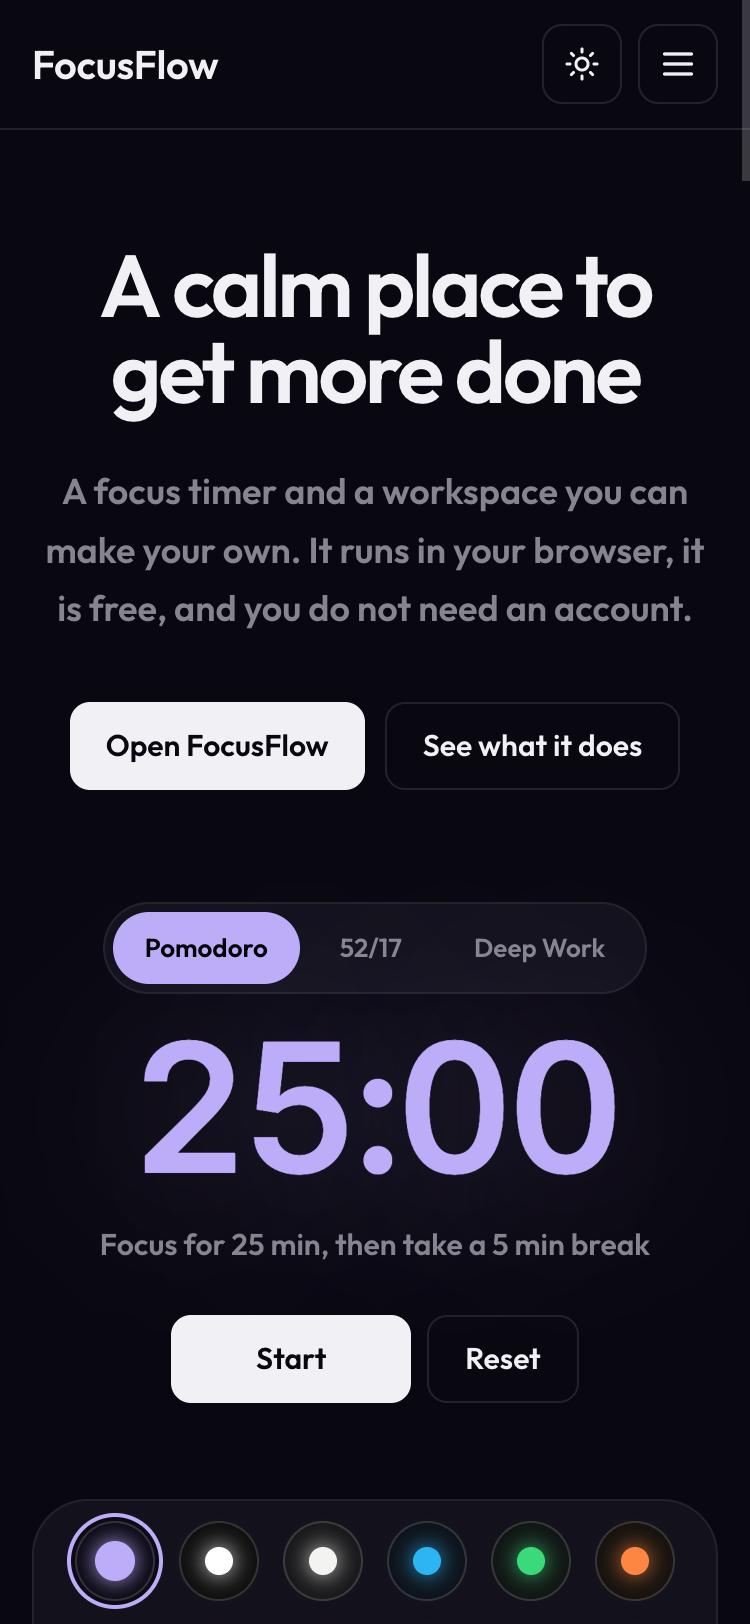 FocusFlow
A calm place to
get more done
A focus timer and a workspace you can
make your own. It runs in your browser, it
is free, and you do not need an account.
Open FocusFlow
See what it does
Pomodoro
52/17
Deep Work
25:00
Focus for 25 min, then take a 5 min break
Start
Reset